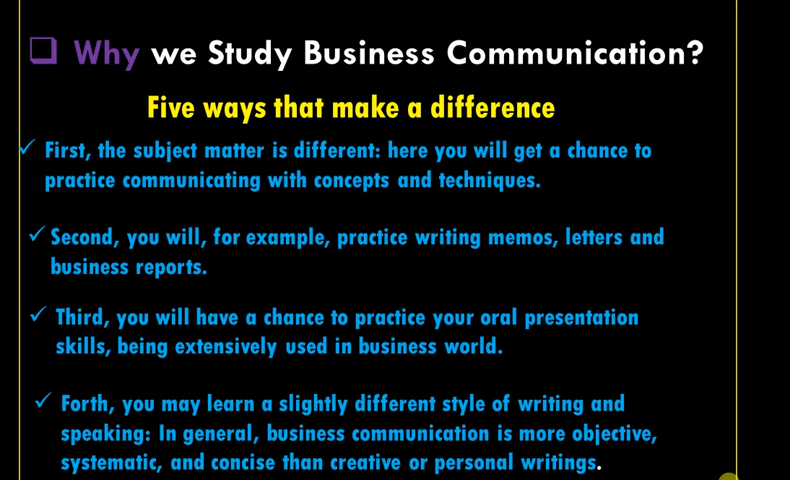 Why we Study Business Communication?
Five ways that make a difference
✓ First, the subject matter is different: here you will get a chance to
practice communicating with concepts and techniques.
✓ Second, you will, for example, practice writing memos, letters and
business reports.
✓ Third, you will have a chance to practice your oral presentation
skills, being extensively used in business world.
✓ Forth, you may learn a slightly different style of writing and
speaking: In general, business communication is more objective,
systematic, and concise than creative or personal writings.